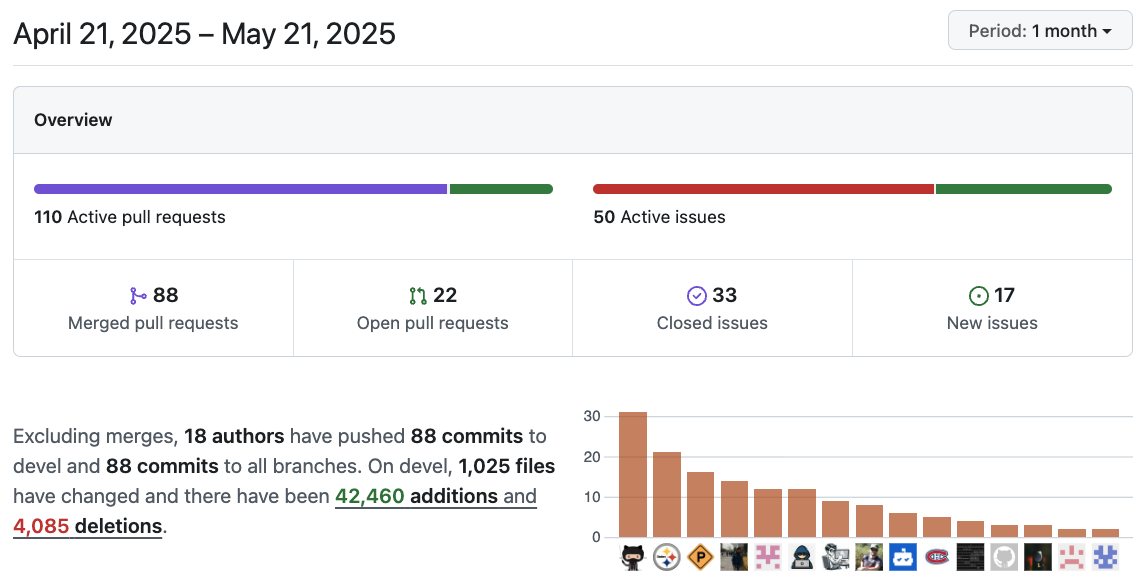 April 21, 2025 – May 21, 2025
Period: 1 month
Overview
110 Active pull requests
50 Active issues
88
Merged pull requests
22
Open pull requests
33
Closed issues
17
New issues
Excluding merges, 18 authors have pushed 88 commits to
devel and 88 commits to all branches. On devel, 1,025 files
have changed and there have been 42,460 additions and
4,085 deletions.
30
20
10
0
P